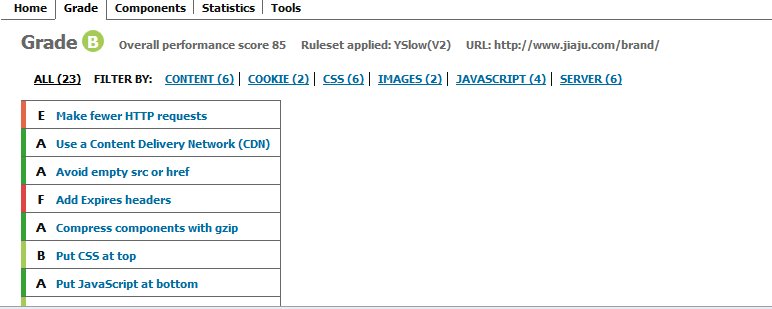 Home Grade Components Statistics Tools
Grade B Overall performance score 85 Ruleset applied: YSlow(V2) URL: http://www.jiaju.com/brand/
ALL (23) FILTER BY: CONTENT (6) | COOKIE (2) | CSS (6) | IMAGES (2) | JAVASCRIPT (4) | SERVER (6)
E Make fewer HTTP requests
A Use a Content Delivery Network (CDN)
A Avoid empty src or href
F Add Expires headers
A Compress components with gzip
B Put CSS at top
A Put JavaScript at bottom